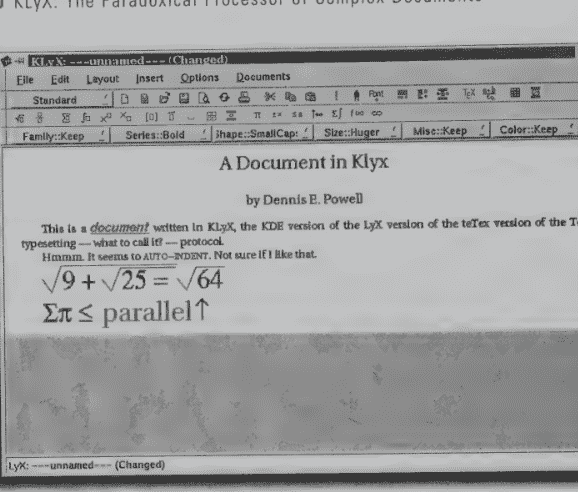 KLyX: The Paradoxical Processor of Complex Documents
KLyX: ---unnamed--- (Changed)
File Edit Layout Insert Options Documents
Standard
Font TeX
Family::Keep Series::Bold Shape::SmallCap: Size::Huger Misc::Keep Color::Keep
A Document in Klyx
by Dennis E. Powell
This is a document written in KLyX, the KDE version of the LyX version of the teTex version of the
typesetting — what to call it? — protocol.
Hmmm. It seems to AUTO-INDENT. Not sure if I like that.
√9 + √25 = √64
Σπ ≤ parallel↑
LyX: ---unnamed--- (Changed)